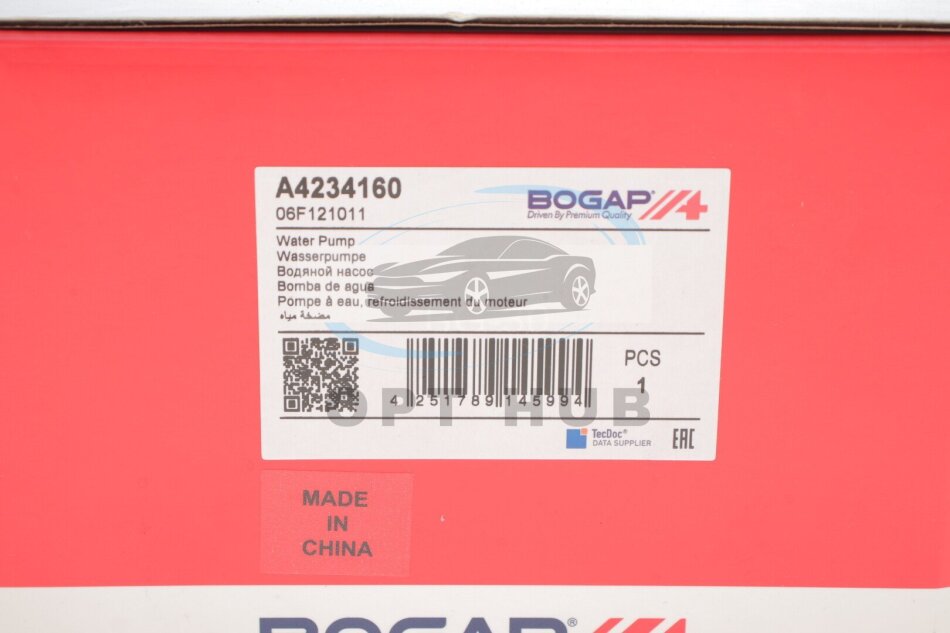 A4234160
06F121011
BOGAP®
Driven By Premium Quality
Water Pump
Wasserpumpe
Водяной насос
Bomba de agua
Pompe à eau, refroidissement du moteur
مضخة مياه
4 251789 145994
PCS
1
OPT HUB
TecDoc®
DATA SUPPLIER
EAC
MADE
IN
CHINA
BOGAP®